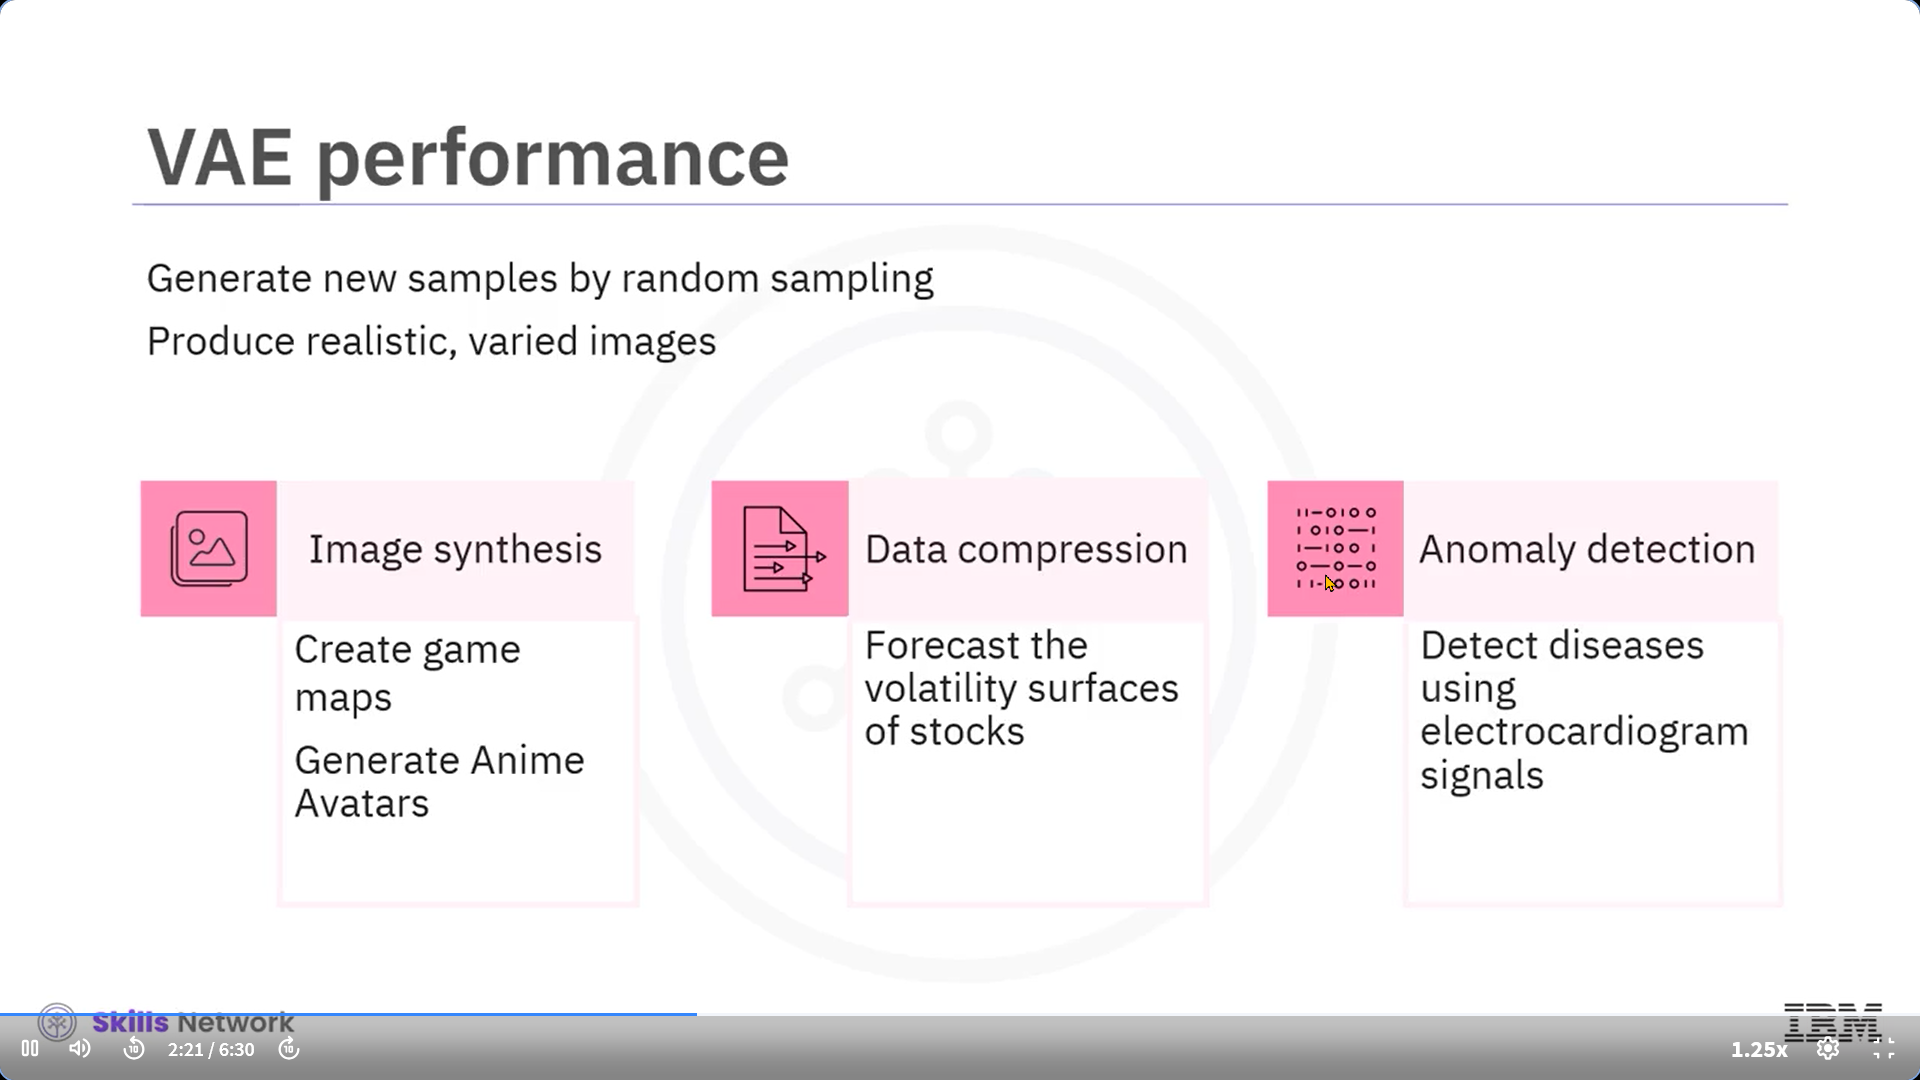 VAE performance
Generate new samples by random sampling
Produce realistic, varied images
Image synthesis
Create game
maps
Generate Anime
Avatars
Data compression
Forecast the
volatility surfaces
of stocks
Anomaly detection
Detect diseases
using
electrocardiogram
signals
Skills Network
IBM
10
2:21 / 6:30
10
1.25x